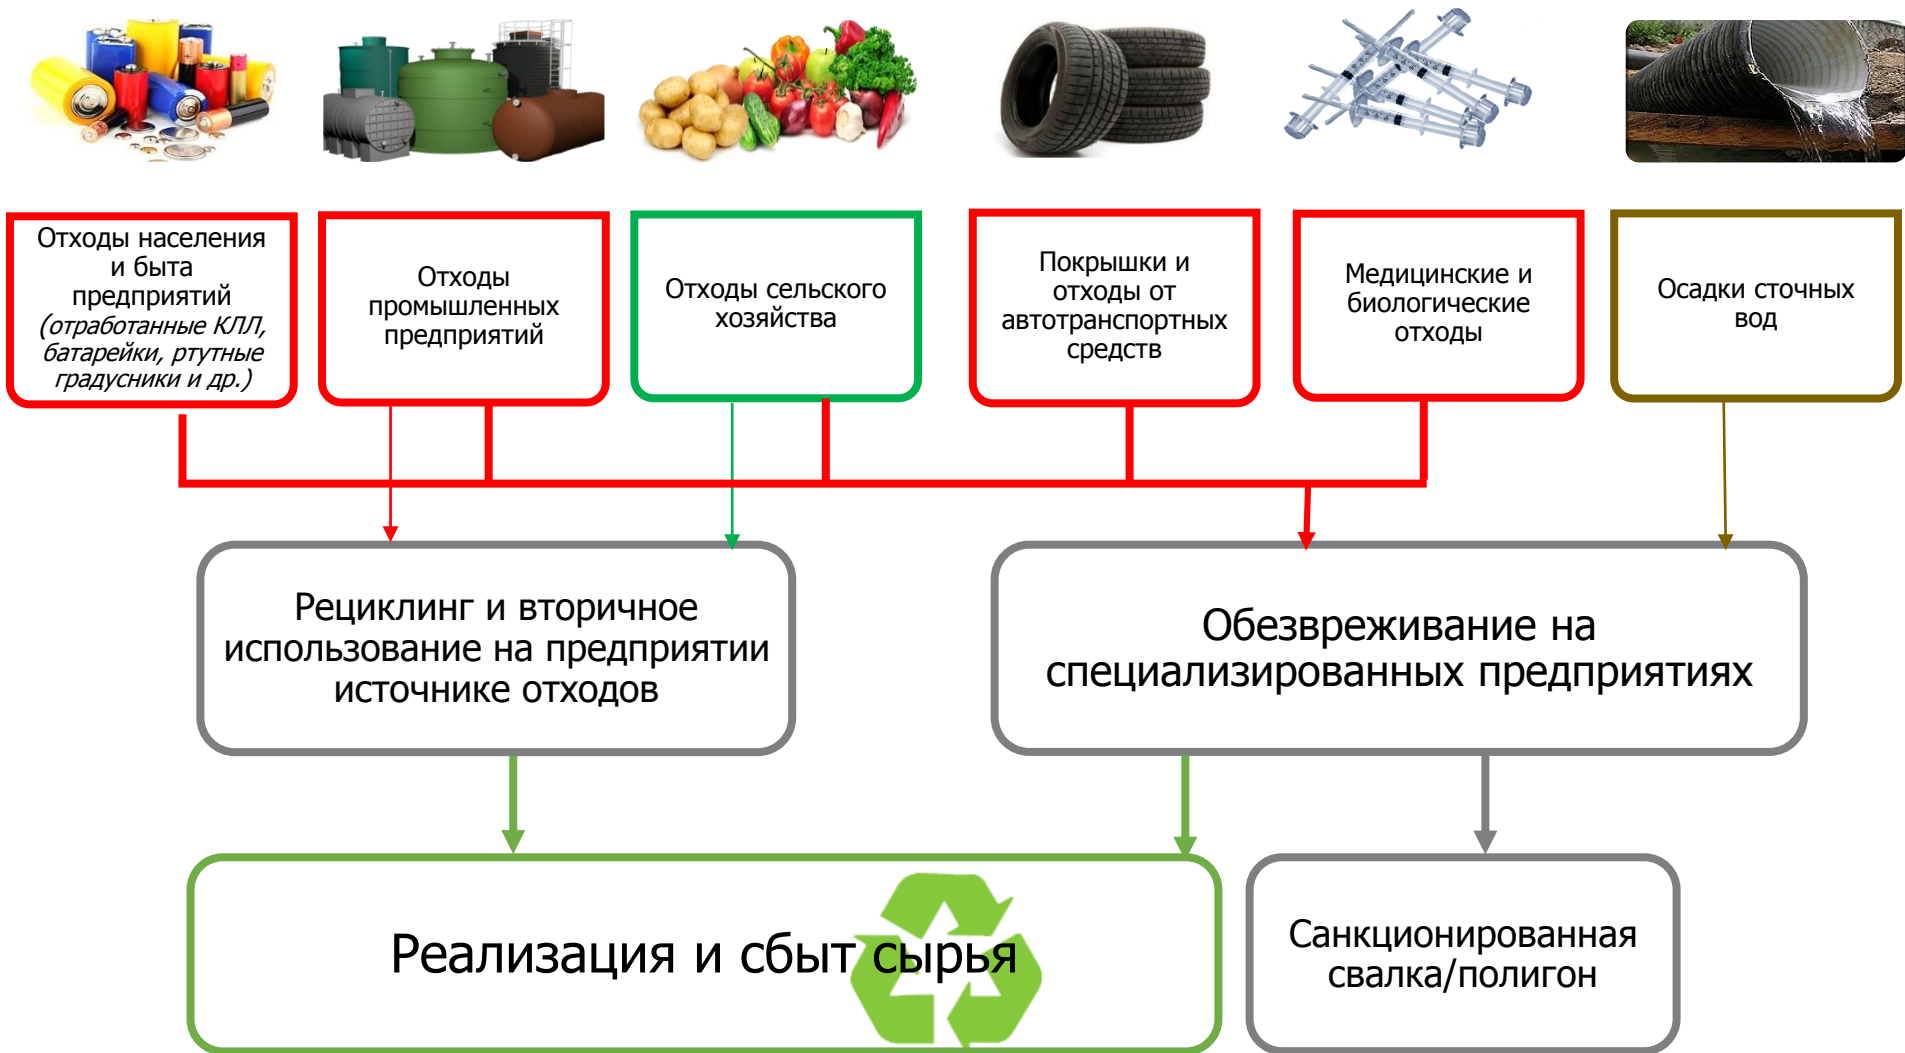 Отходы населения
и быта
предприятий
(отработанные КЛЛ,
батарейки, ртутные
градусники и др.)
Отходы
промышленных
предприятий
Отходы сельского
хозяйства
Покрышки и
отходы от
автотранспортных
средств
Медицинские и
биологические
отходы
Осадки сточных
вод
Рециклинг и вторичное
использование на предприятии
источнике отходов
Обезвреживание на
специализированных предприятиях
Реализация и сбыт сырья
Санкционированная
свалка/полигон